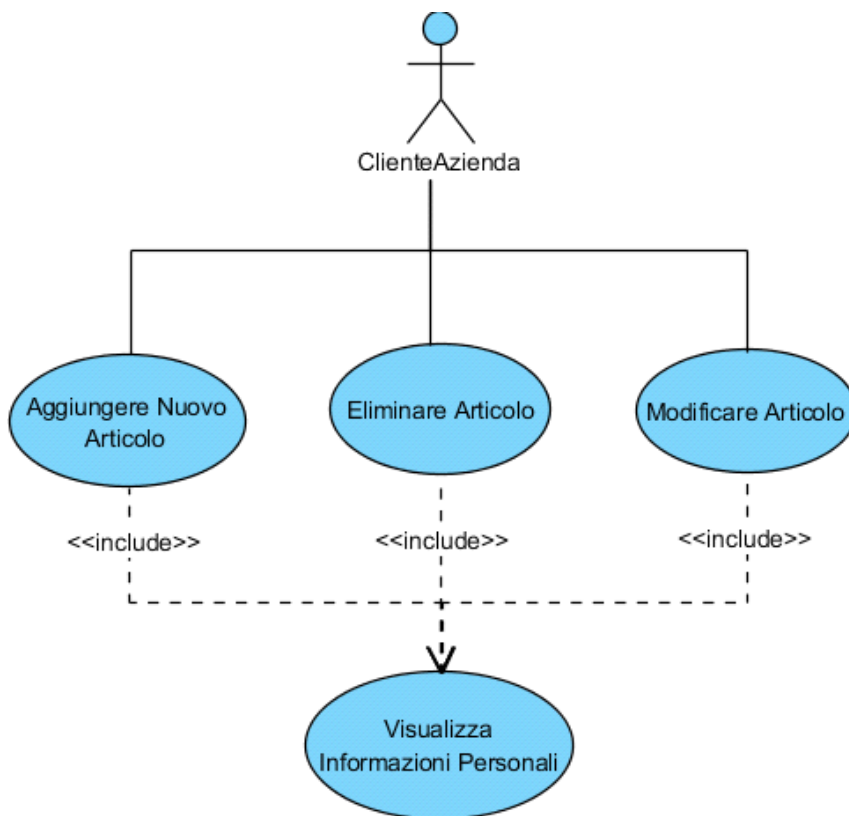 ClienteAzienda
Aggiungere Nuovo
Articolo
Eliminare Articolo
Modificare Articolo
<<include>>
<<include>>
<<include>>
Visualizza
Informazioni Personali